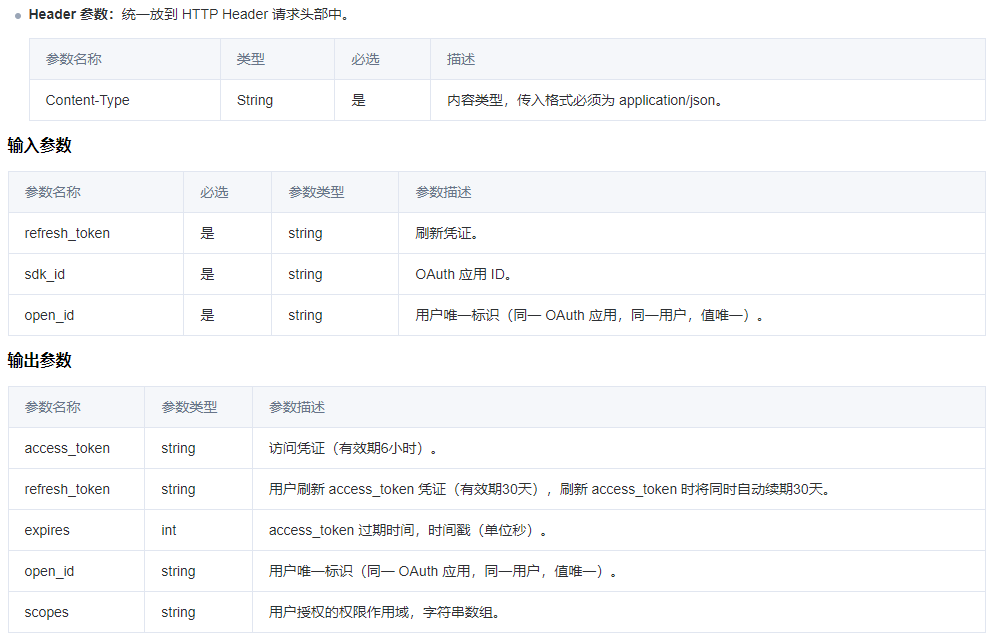 Header 参数：统一放到 HTTP Header 请求头部中。
参数名称 类型 必选 描述
Content-Type String 是 内容类型，传入格式必须为 application/json。
输入参数
参数名称 必选 参数类型 参数描述
refresh_token 是 string 刷新凭证。
sdk_id 是 string OAuth 应用 ID。
open_id 是 string 用户唯一标识（同一 OAuth 应用，同一用户，值唯一）。
输出参数
参数名称 参数类型 参数描述
access_token string 访问凭证（有效期6小时）。
refresh_token string 用户刷新 access_token 凭证（有效期30天），刷新 access_token 时将同时自动续期30天。
expires int access_token 过期时间，时间戳（单位秒）。
open_id string 用户唯一标识（同一 OAuth 应用，同一用户，值唯一）。
scopes string 用户授权的权限作用域，字符串数组。